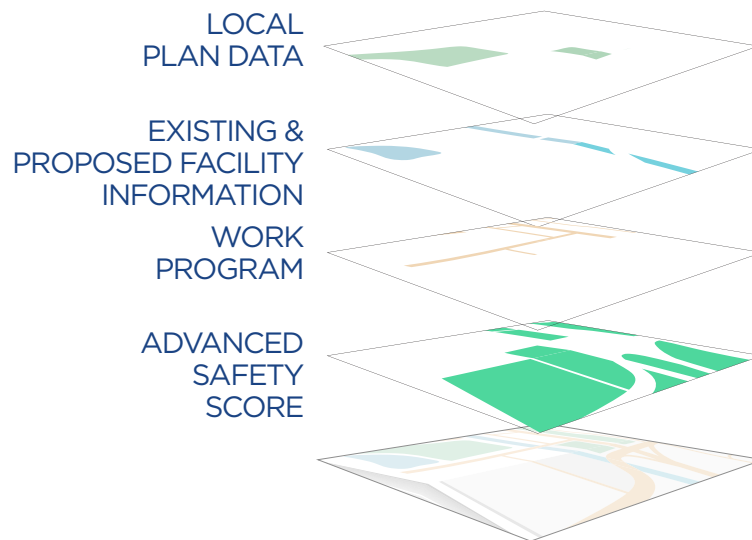 LOCAL
PLAN DATA
EXISTING &
PROPOSED FACILITY
INFORMATION
WORK
PROGRAM
ADVANCED
SAFETY
SCORE